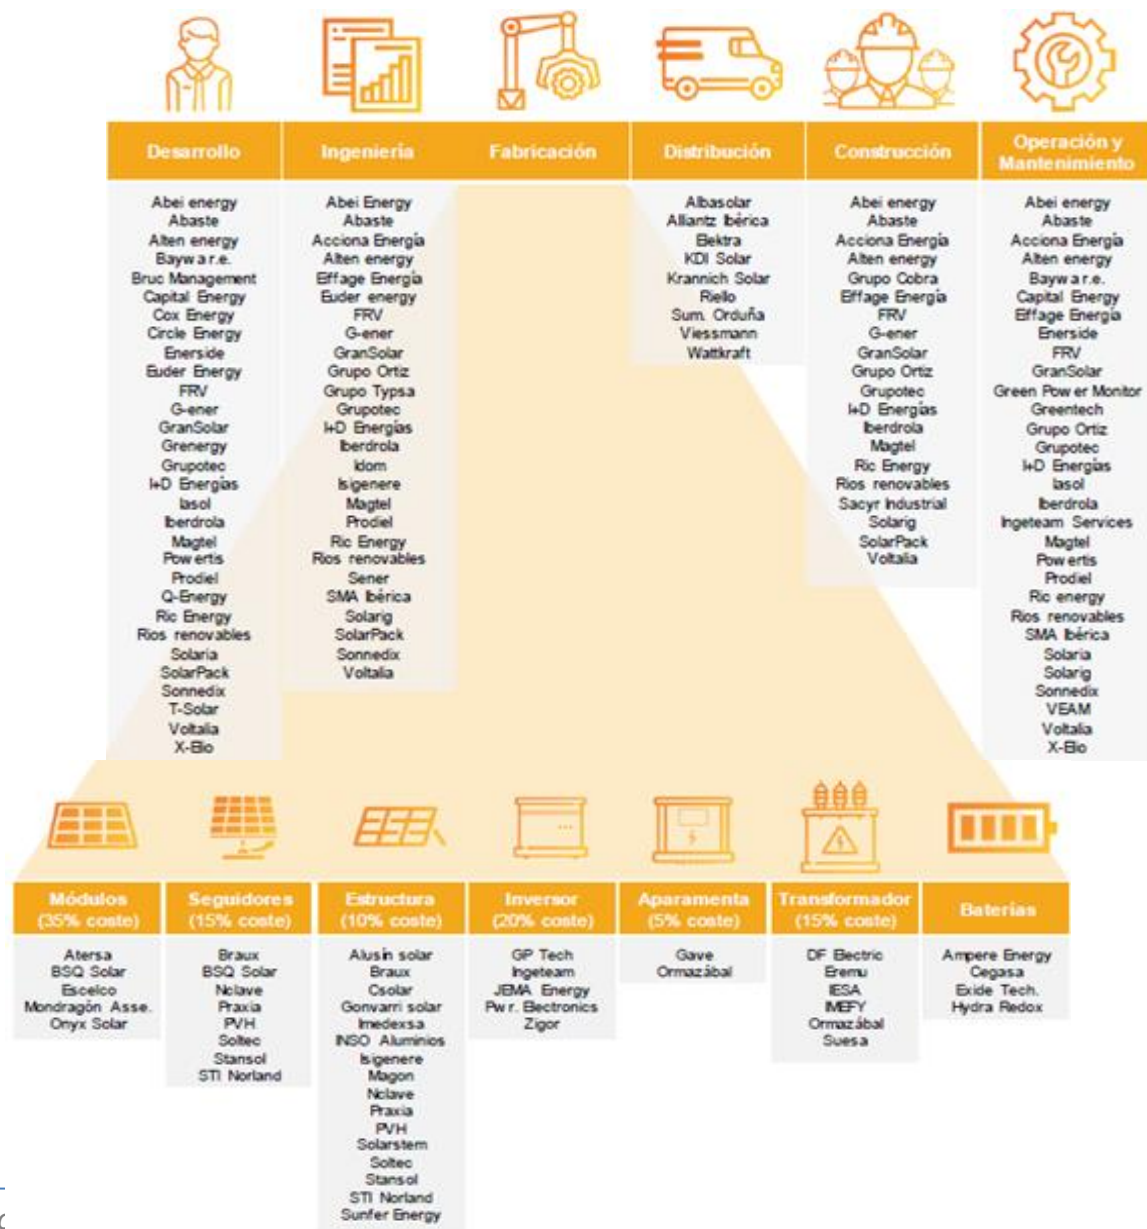 Desarrollo
Abei energy
Abaste
Alten energy
Baywa r.e.
Bruc Management
Capital Energy
Cox Energy
Circle Energy
Enerside
Euder Energy
FRV
G-ener
GranSolar
Grenergy
Grupotec
I+D Energías
Iasol
Iberdrola
Magtel
Powertis
Prodiel
Q-Energy
Ric Energy
Rios renovables
Solaria
SolarPack
Sonnedix
T-Solar
Voltalia
X-Elio
Ingeniería
Abei Energy
Abaste
Acciona Energía
Alten energy
Eiffage Energía
Euder energy
FRV
G-ener
GranSolar
Grupo Ortiz
Grupo Typsa
Grupotec
I+D Energías
Iberdrola
Idom
Isigenere
Magtel
Prodiel
Ric Energy
Rios renovables
Sener
SMA Ibérica
Solarig
SolarPack
Sonnedix
Voltalia
Fabricación
Distribución
Albasolar
Alliantz Ibérica
Elektra
KDI Solar
Krannich Solar
Riello
Sum. Orduña
Viessmann
Wattkraft
Construcción
Abei energy
Abaste
Acciona Energía
Alten energy
Grupo Cobra
Eiffage Energía
FRV
G-ener
GranSolar
Grupo Ortiz
Grupotec
I+D Energías
Iberdrola
Magtel
Ric Energy
Rios renovables
Sacyr Industrial
Solarig
SolarPack
Voltalia
Operación y
Mantenimiento
Abei energy
Abaste
Acciona Energía
Alten energy
Baywa r.e.
Capital Energy
Eiffage Energía
Enerside
FRV
GranSolar
Green Power Monitor
Greentech
Grupo Ortiz
Grupotec
I+D Energías
Iasol
Iberdrola
Ingeteam Services
Magtel
Powertis
Prodiel
Ric energy
Rios renovables
SMA Ibérica
Solaria
Solarig
Sonnedix
VEAM
Voltalia
X-Elio
Módulos
(35% coste)
Atersa
BSQ Solar
Escelco
Mondragón Asse.
Onyx Solar
Seguidores
(15% coste)
Braux
BSQ Solar
Nclave
Praxia
PVH
Soltec
Stansol
STI Norland
Estructura
(10% coste)
Alusín solar
Braux
Csolar
Gonvarri solar
Imedexsa
INSO Aluminios
Isigenere
Magon
Nclave
Praxia
PVH
Solarstem
Soltec
Stansol
STI Norland
Sunfer Energy
Inversor
(20% coste)
GP Tech
Ingeteam
JEMA Energy
Pwr. Electronics
Zigor
Aparamenta
(5% coste)
Gave
Ormazábal
Transformador
(15% coste)
DF Electric
Eremu
IESA
IMEFY
Ormazábal
Suesa
Baterías
Ampere Energy
Cegasa
Exide Tech.
Hydra Redox